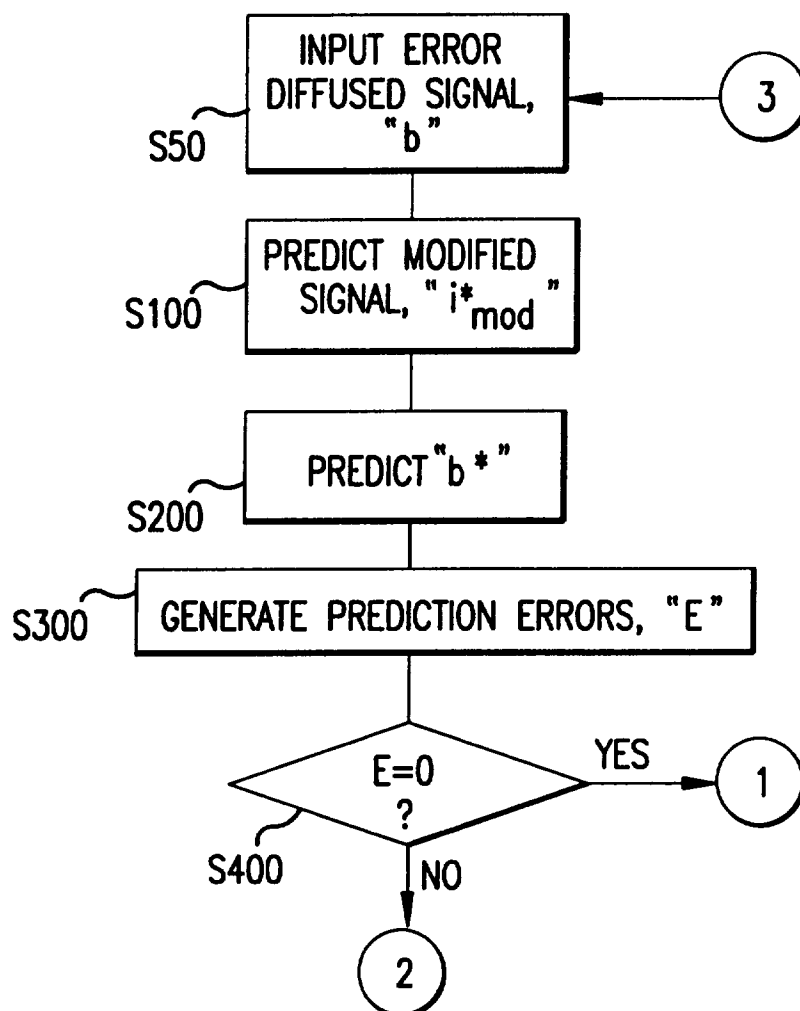 INPUT ERROR
DIFFUSED SIGNAL,
"b"
3
S50
PREDICT MODIFIED
SIGNAL, "i*mod"
S100
PREDICT "b*"
S200
GENERATE PREDICTION ERRORS, "E"
S300
E=0
?
YES
1
S400
NO
2